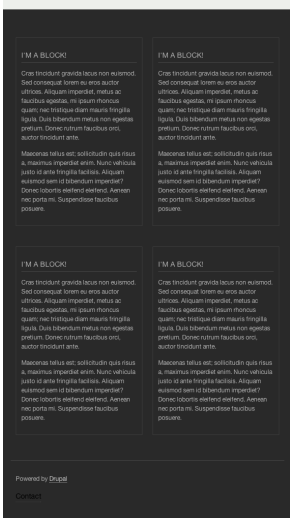 I'M A BLOCK!
Cras tincidunt gravida lacus non euismod.
Sed consequat lorem eu eros auctor
ultrices. Aliquam imperdiet, metus ac
faucibus egestas, mi ipsum rhoncus
quam; nec tristique diam mauris fringilla
ligula. Duis bibendum metus non egestas
pretium. Donec rutrum faucibus orci,
auctor tincidunt ante.
Maecenas tellus est; sollicitudin quis risus
a, maximus imperdiet enim. Nunc vehicula
justo id ante fringilla facilisis. Aliquam
euismod sem id bibendum imperdiet?
Donec lobortis eleifend eleifend. Aenean
nec porta mi. Suspendisse faucibus
posuere.
I'M A BLOCK!
Cras tincidunt gravida lacus non euismod.
Sed consequat lorem eu eros auctor
ultrices. Aliquam imperdiet, metus ac
faucibus egestas, mi ipsum rhoncus
quam; nec tristique diam mauris fringilla
ligula. Duis bibendum metus non egestas
pretium. Donec rutrum faucibus orci,
auctor tincidunt ante.
Maecenas tellus est; sollicitudin quis risus
a, maximus imperdiet enim. Nunc vehicula
justo id ante fringilla facilisis. Aliquam
euismod sem id bibendum imperdiet?
Donec lobortis eleifend eleifend. Aenean
nec porta mi. Suspendisse faucibus
posuere.
I'M A BLOCK!
Cras tincidunt gravida lacus non euismod.
Sed consequat lorem eu eros auctor
ultrices. Aliquam imperdiet, metus ac
faucibus egestas, mi ipsum rhoncus
quam; nec tristique diam mauris fringilla
ligula. Duis bibendum metus non egestas
pretium. Donec rutrum faucibus orci,
auctor tincidunt ante.
Maecenas tellus est; sollicitudin quis risus
a, maximus imperdiet enim. Nunc vehicula
justo id ante fringilla facilisis. Aliquam
euismod sem id bibendum imperdiet?
Donec lobortis eleifend eleifend. Aenean
nec porta mi. Suspendisse faucibus
posuere.
I'M A BLOCK!
Cras tincidunt gravida lacus non euismod.
Sed consequat lorem eu eros auctor
ultrices. Aliquam imperdiet, metus ac
faucibus egestas, mi ipsum rhoncus
quam; nec tristique diam mauris fringilla
ligula. Duis bibendum metus non egestas
pretium. Donec rutrum faucibus orci,
auctor tincidunt ante.
Maecenas tellus est; sollicitudin quis risus
a, maximus imperdiet enim. Nunc vehicula
justo id ante fringilla facilisis. Aliquam
euismod sem id bibendum imperdiet?
Donec lobortis eleifend eleifend. Aenean
nec porta mi. Suspendisse faucibus
posuere.
Powered by Drupal
Contact